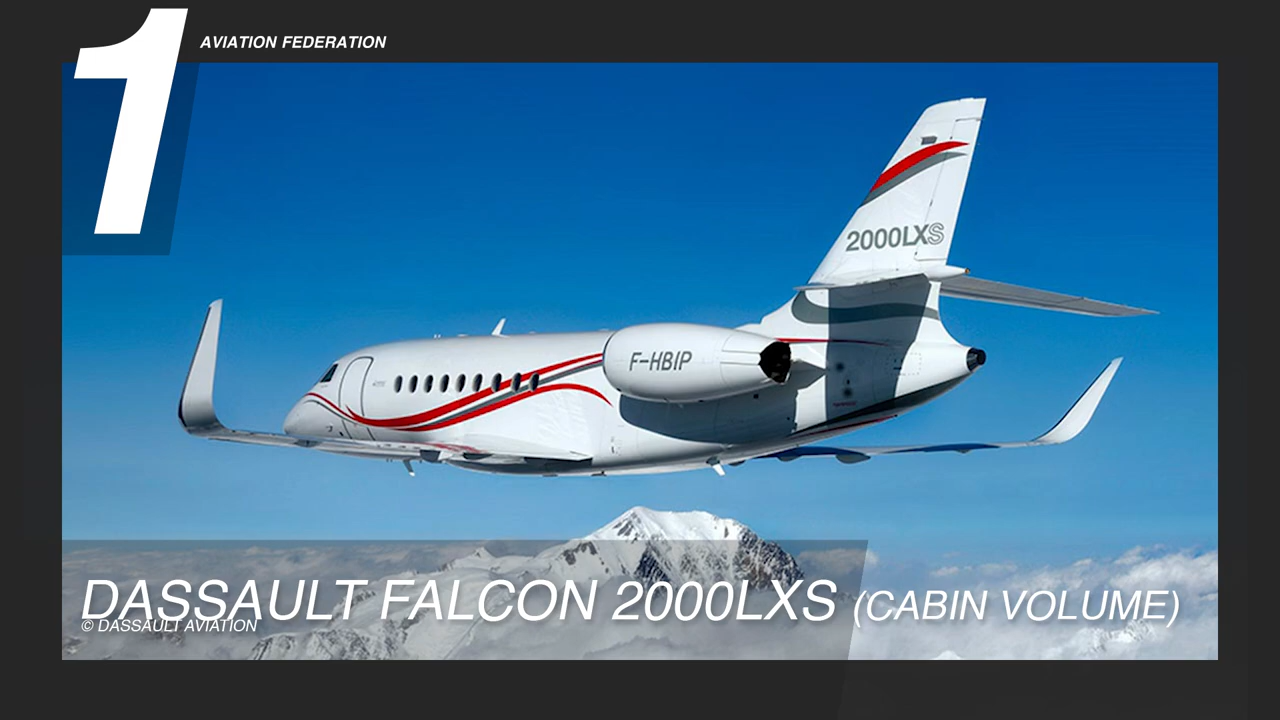 1
AVIATION FEDERATION
2000LXS
F-HBIP
DASSAULT FALCON 2000LXS (CABIN VOLUME)
© DASSAULT AVIATION